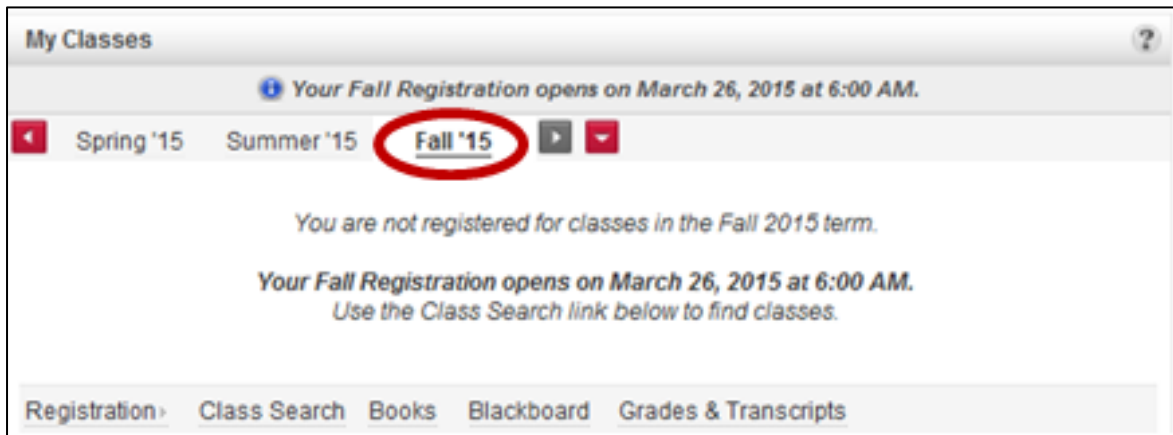 My Classes ?
Your Fall Registration opens on March 26, 2015 at 6:00 AM.
Spring '15 Summer '15 Fall '15
You are not registered for classes in the Fall 2015 term.
Your Fall Registration opens on March 26, 2015 at 6:00 AM.
Use the Class Search link below to find classes.
Registration› Class Search Books Blackboard Grades & Transcripts